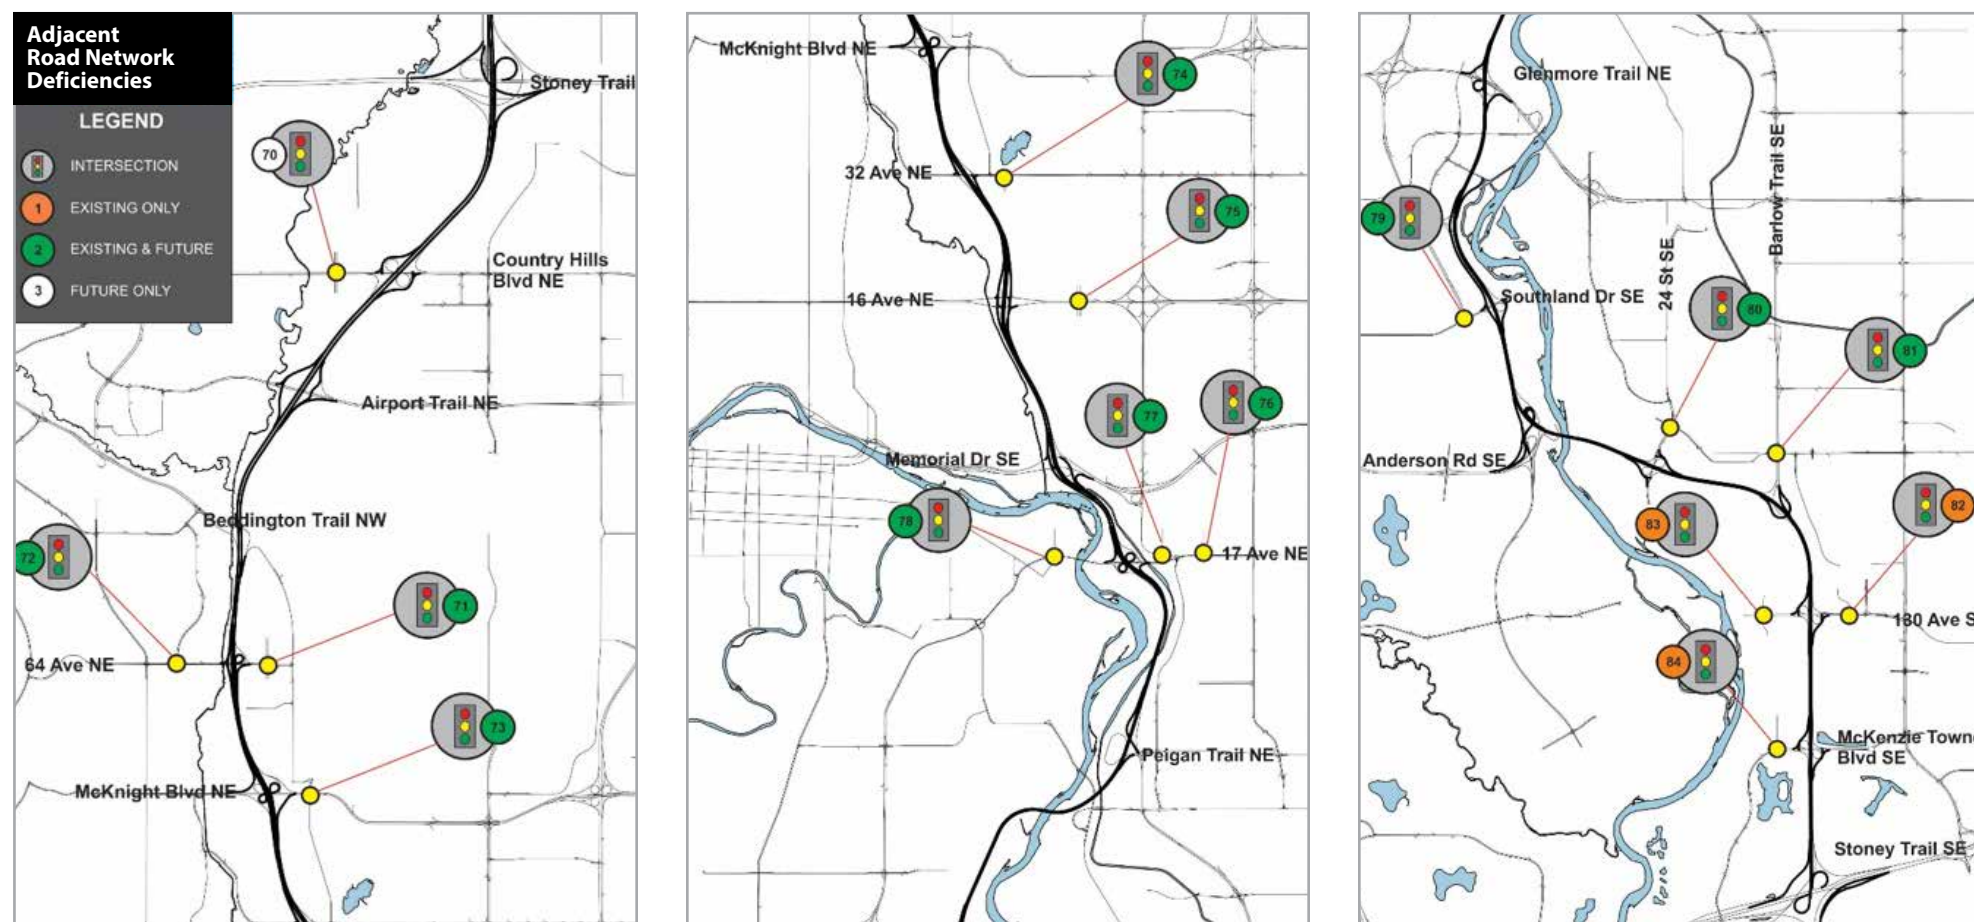 Adjacent
Road Network
Deficiencies
LEGEND
INTERSECTION
1 EXISTING ONLY
2 EXISTING & FUTURE
3 FUTURE ONLY
Stoney Trail
70
Country Hills
Blvd NE
Airport Trail NE
Beddington Trail NW
72
71
64 Ave NE
73
McKnight Blvd NE
McKnight Blvd NE
74
32 Ave NE
75
16 Ave NE
76
77
Memorial Dr SE
78
17 Ave NE
Peigan Trail NE
Glenmore Trail NE
Barlow Trail SE
79
24 St SE
Southland Dr SE
80
81
Anderson Rd SE
82
83
130 Ave S
84
McKenzie Towne
Blvd SE
Stoney Trail SE